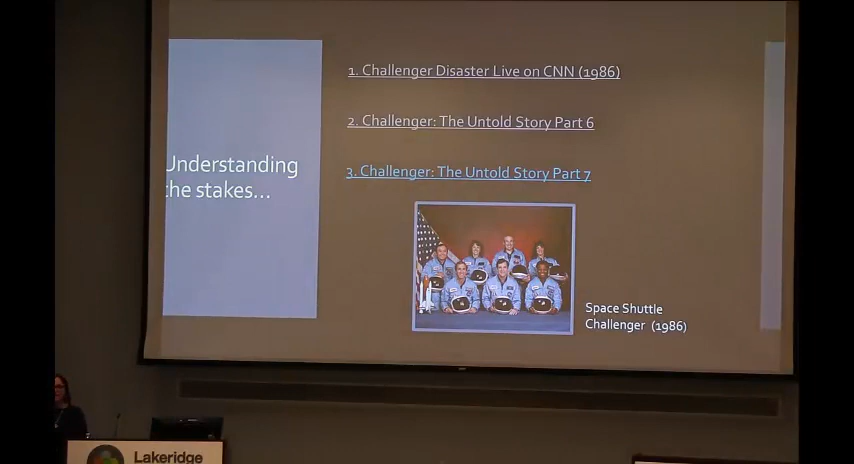 Understanding
the stakes...
1. Challenger Disaster Live on CNN (1986)
2. Challenger: The Untold Story Part 6
3. Challenger: The Untold Story Part 7
Space Shuttle
Challenger (1986)
Lakeridge